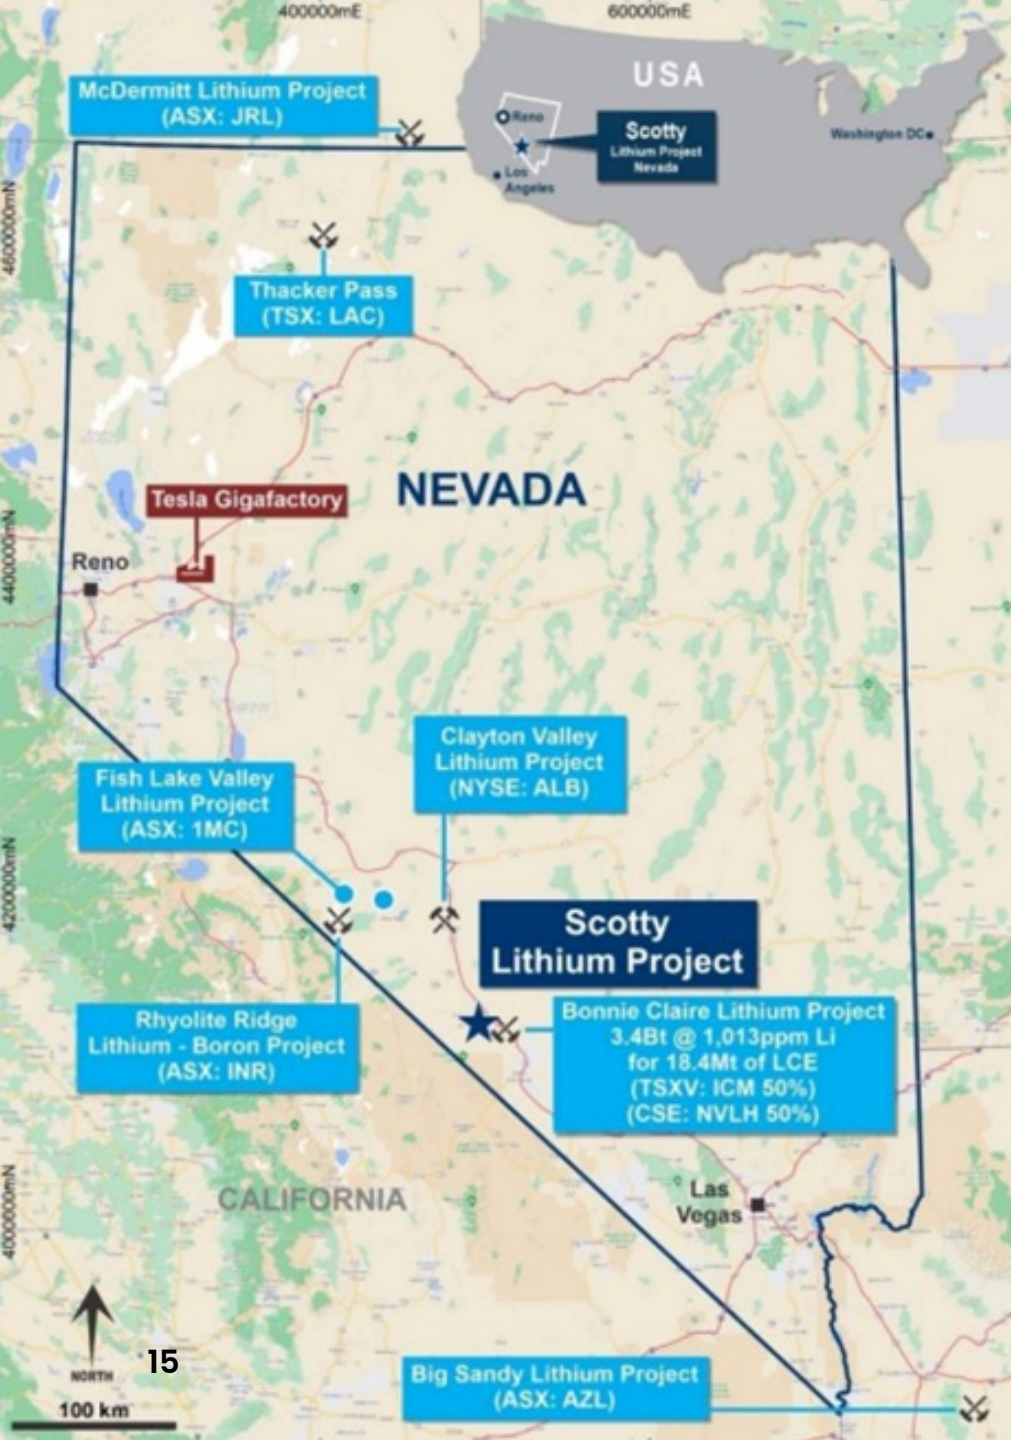 400000mE
600000mE
McDermitt Lithium Project
(ASX: JRL)
USA
Reno
Scotty
Lithium Project
Nevada
Washington DC
Los
Angeles
4600000mN
Thacker Pass
(TSX: LAC)
NEVADA
Tesla Gigafactory
4400000mN
Reno
Clayton Valley
Lithium Project
(NYSE: ALB)
Fish Lake Valley
Lithium Project
(ASX: 1MC)
4200000mN
Scotty
Lithium Project
Rhyolite Ridge
Lithium - Boron Project
(ASX: INR)
Bonnie Claire Lithium Project
3.4Bt @ 1,013ppm Li
for 18.4Mt of LCE
(TSXV: ICM 50%)
(CSE: NVLH 50%)
CALIFORNIA
Las
Vegas
4000000mN
NORTH
15
100 km
Big Sandy Lithium Project
(ASX: AZL)